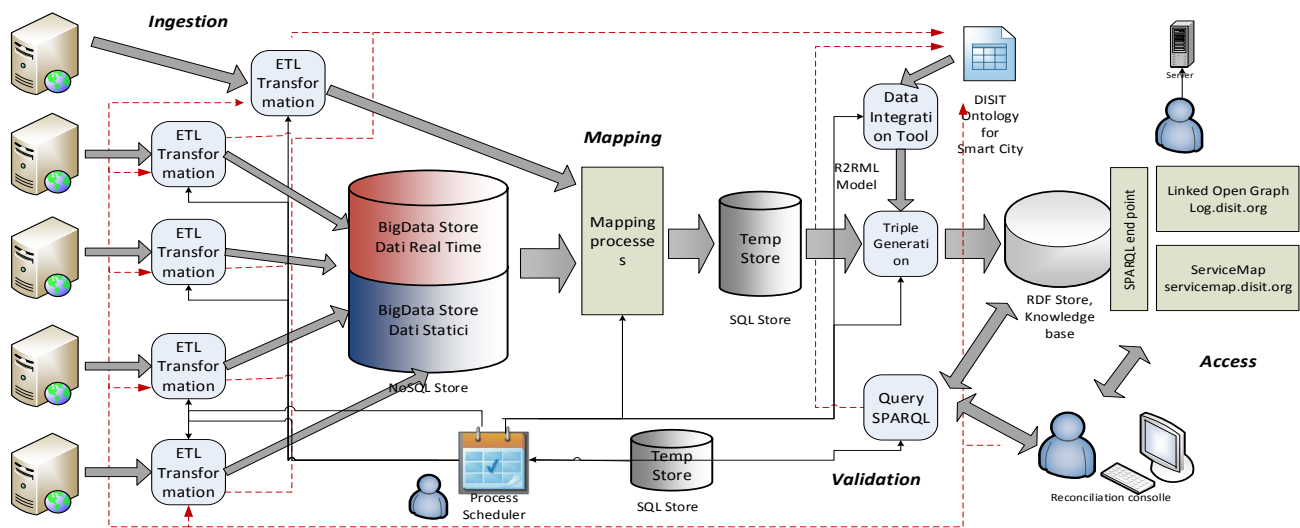 Ingestion
ETL
Transfor
mation
ETL
Transfor
mation
ETL
Transfor
mation
ETL
Transfor
mation
ETL
Transfor
mation
BigData Store
Dati Real Time
BigData Store
Dati Statici
NoSQL Store
Process
Scheduler
Mapping
Mapping
processe
s
Temp
Store
SQL Store
Temp
Store
SQL Store
Data
Integrati
on Tool
R2RML
Model
Triple
Generati
on
Query
SPARQL
Validation
DISIT
Ontology
for
Smart City
RDF Store,
Knowledge
base
SPARQL end point
Server
Linked Open Graph
Log.disit.org
ServiceMap
servicemap.disit.org
Access
Reconciliation consolle